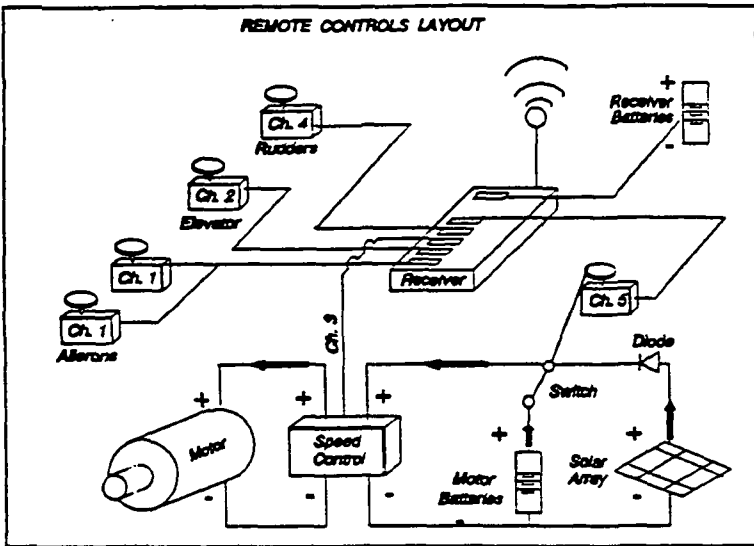 REMOTE CONTROLS LAYOUT
Ch. 4
Rudders
+
Receiver
Batteries
-
Ch. 2
Elevator
Ch. 1
Receiver
Ch. 5
Ch. 1
Ailerons
Ch. 3
Diode
Switch
+
+
+
+
+
Motor
Speed
Control
Motor
Batteries
Solar
Array
-
-
-
-
-